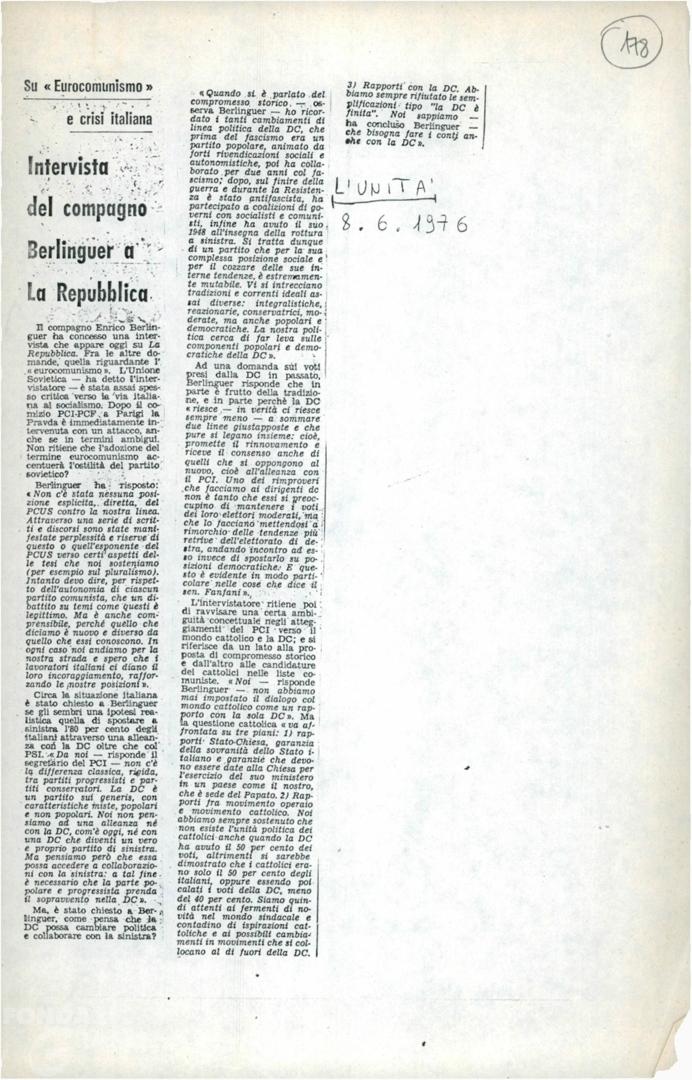 178
Su « Eurocomunismo »
e crisi italiana
Intervista
del compagno
Berlinguer a
La Repubblica
Il compagno Enrico Berlin-
guer ha concesso una inter-
vista che appare oggi su La
Repubblica. Fra le altre do-
mande, quella riguardante l'
« eurocomunismo ». L'Unione
Sovietica — ha detto l'inter-
vistatore — è stata assai spes-
so critica verso la 'via italia-
na al socialismo. Dopo il co-
mizio PCI-PCF a Parigi la
Pravda è immediatamente in-
tervenuta con un attacco, an-
che se in termini ambigui.
Non ritiene che l'adozione del
termine eurocomunismo ac-
centuerà l'ostilità del partito
sovietico?
Berlinguer ha risposto:
« Non c'è stata nessuna posi-
zione esplicita, diretta, del
PCUS contro la nostra linea.
Attraverso una serie di scrit-
ti e discorsi sono state mani-
festate perplessità e riserve di
questo o quell'esponente del
PCUS verso certi aspetti del-
le tesi che noi sosteniamo
(per esempio sul pluralismo).
Intanto devo dire, per rispet-
to dell'autonomia di ciascun
partito comunista, che un di-
battito su temi come questi è
legittimo. Ma è anche com-
prensibile, perché quello che
diciamo è nuovo e diverso da
quello che essi conoscono. In
ogni caso noi andiamo per la
nostra strada e spero che i
lavoratori italiani ci diano il
loro incoraggiamento, raffor-
zando le nostre posizioni ».
Circa la situazione italiana
è stato chiesto a Berlinguer
se gli sembri una ipotesi rea-
listica quella di spostare a
sinistra l'80 per cento degli
italiani attraverso una allean-
za con la DC oltre che col
PSI. « Da noi — risponde il
segretario del PCI — non c'è
la differenza classica, rigida,
tra partiti progressisti e par-
titi conservatori. La DC è
un partito sui generis, con
caratteristiche miste, popolari
e non popolari. Noi non pen-
siamo ad una alleanza né
con la DC, com'è oggi, né con
una DC che diventi un vero
e proprio partito di sinistra.
Ma pensiamo però che essa
possa accedere a collaborazio-
ni con la sinistra: a tal fine
è necessario che la parte po-
polare e progressista prenda
il sopravvento nella DC ».
Ma, è stato chiesto a Ber-
linguer, come pensa che la
DC possa cambiare politica
e collaborare con la sinistra?
« Quando si è parlato del
compromesso storico, — os-
serva Berlinguer — ho ricor-
dato i tanti cambiamenti di
linea politica della DC, che
prima del fascismo era un
partito popolare, animato da
forti rivendicazioni sociali e
autonomistiche, poi ha colla-
borato per due anni col fa-
scismo; dopo, sul finire della
guerra e durante la Resisten-
za è stato antifascista, ha
partecipato a coalizioni di go-
verni con socialisti e comuni-
sti, infine ha avuto il suo
1948 all'insegna della rottura
a sinistra. Si tratta dunque
di un partito che per la sua
complessa posizione sociale e
per il cozzare delle sue in-
terne tendenze, è estremamen-
te mutabile. Vi si intrecciano
tradizioni e correnti ideali as-
sai diverse: integralistiche,
reazionarie, conservatrici, mo-
derate, ma anche popolari e
democratiche. La nostra poli-
tica cerca di far leva sulle
componenti popolari e demo-
cratiche della DC ».
Ad una domanda sui voti
presi dalla DC in passato,
Berlinguer risponde che in
parte è frutto della tradizio-
ne, e in parte perchè la DC
« riesce, — in verità ci riesce
sempre meno — a sommare
due linee giustapposte e che
pure si legano insieme: cioè,
promette il rinnovamento e
riceve il consenso anche di
quelli che si oppongono al
nuovo, cioè all'alleanza con
il PCI. Uno dei rimproveri
che facciamo ai dirigenti dc
non è tanto che essi si preoc-
cupino di mantenere i voti
dei loro elettori moderati, ma
che lo facciano mettendosi a
rimorchio delle tendenze più
retrive dell'elettorato di de-
stra, andando incontro ad es-
so invece di spostarlo su po-
sizioni democratiche. E que-
sto è evidente in modo parti-
colare nelle cose che dice il
sen. Fanfani ».
L'intervistatore ritiene poi
di ravvisare una certa ambi-
guità concettuale negli atteg-
giamenti del PCI verso il
mondo cattolico e la DC; e si
riferisce da un lato alla pro-
posta di compromesso storico
e dall'altro alle candidature
dei cattolici nelle liste co-
muniste. « Noi — risponde
Berlinguer — non abbiamo
mai impostato il dialogo col
mondo cattolico come un rap-
porto con la sola DC ». Ma
la questione cattolica « va af-
frontata su tre piani: 1) rap-
porti Stato-Chiesa, garanzia
della sovranità dello Stato i-
taliano e garanzie che devo-
no essere date alla Chiesa per
l'esercizio del suo ministero
in un paese come il nostro,
che è sede del Papato. 2) Rap-
porti fra movimento operaio
e movimento cattolico. Noi
abbiamo sempre sostenuto che
non esiste l'unità politica dei
cattolici anche quando la DC
ha avuto il 50 per cento dei
voti, altrimenti si sarebbe
dimostrato che i cattolici era-
no solo il 50 per cento degli
italiani, oppure essendo poi
calati i voti della DC, meno
del 40 per cento. Siamo quin-
di attenti ai fermenti di no-
vità nel mondo sindacale e
contadino di ispirazioni cat-
toliche e ai possibili cambia-
menti in movimenti che si col-
locano al di fuori della DC.
3) Rapporti con la DC. Ab-
biamo sempre rifiutato le sem-
plificazioni tipo "la DC è
finita". Noi sappiamo —
ha concluso Berlinguer —
che bisogna fare i conti an-
che con la DC ».
L'UNITA'
8.6.1976